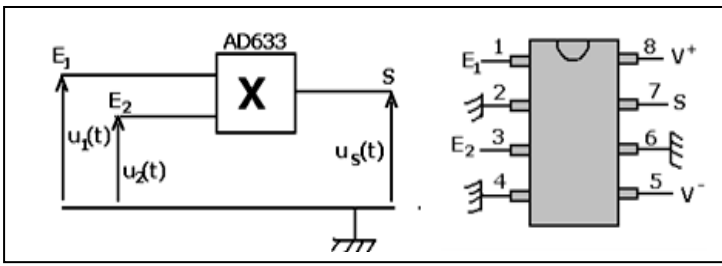 AD633
E1
X
S
E2
u1(t)
u2(t)
uS(t)
E1 1
8 V+
2
7 S
E2 3
6
4
5 V-